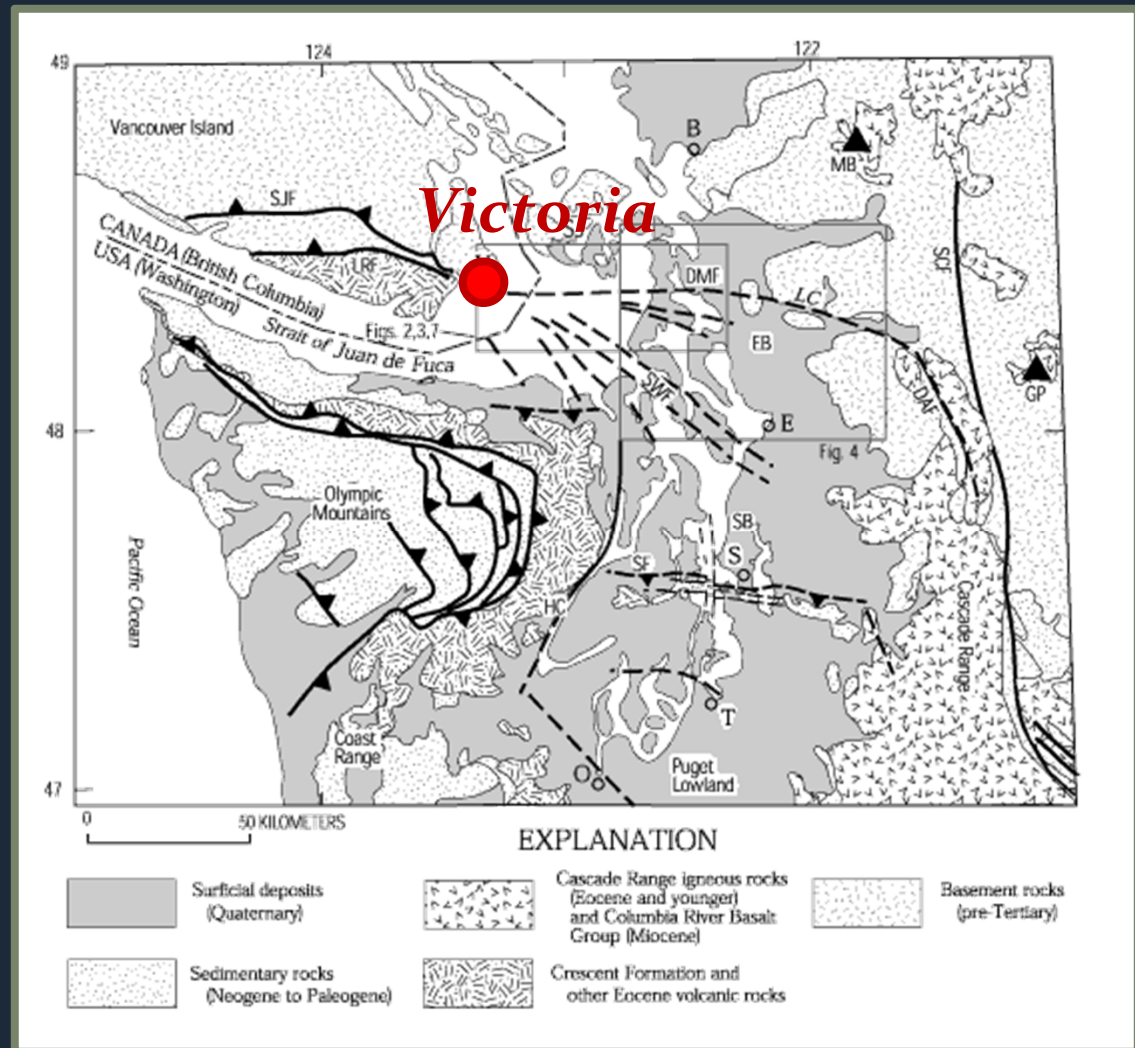 124
122
49
Vancouver Island
B
MB
Victoria
SJF
CANADA (British Columbia)
USA (Washington)
LRF
DMF
LC
SCF
Figs. 2,3,7
Strait of Juan de Fuca
EB
SWF
DAF
GP
48
E
Fig. 4
Olympic
Mountains
SB
S
SF
Pacific Ocean
HC
Cascade Range
T
Coast
Range
O
Puget
Lowland
47
0
50 KILOMETERS
EXPLANATION
Surficial deposits
(Quaternary)
Cascade Range igneous rocks
(Eocene and younger)
and Columbia River Basalt
Group (Miocene)
Basement rocks
(pre-Tertiary)
Sedimentary rocks
(Neogene to Paleogene)
Crescent Formation and
other Eocene volcanic rocks